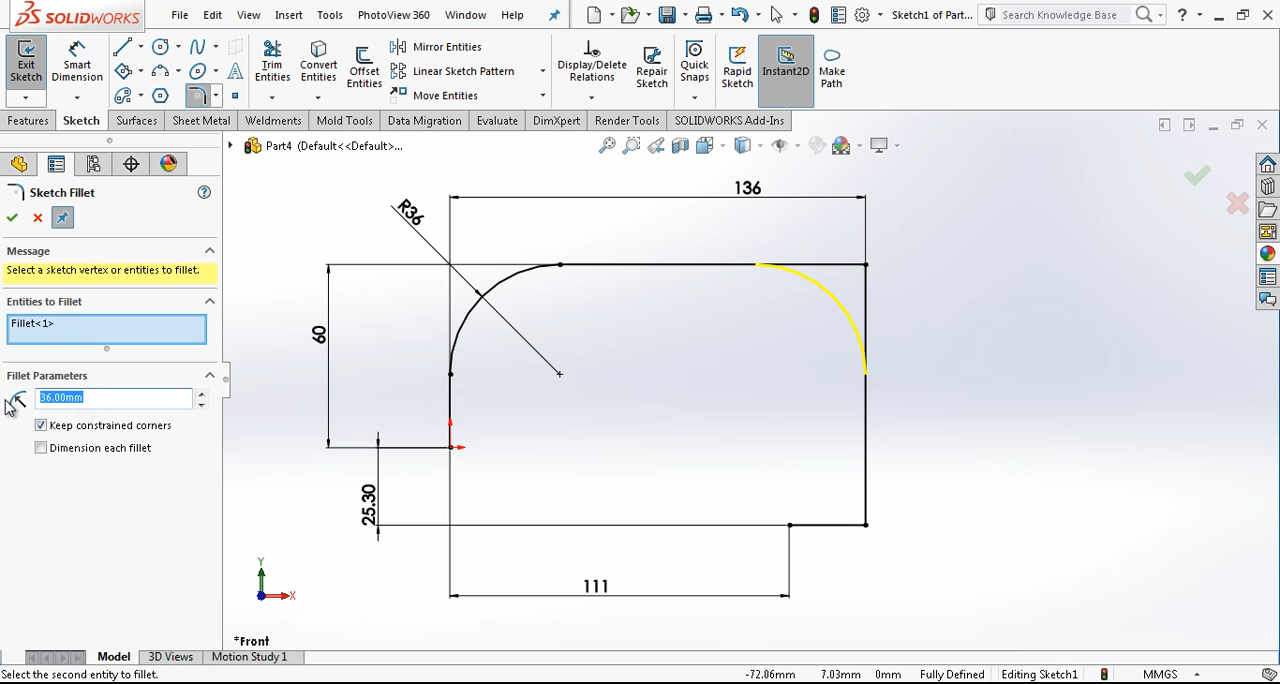 SOLIDWORKS File Edit View Insert Tools PhotoView 360 Window Help Sketch1 of Part... Search Knowledge Base ?
Exit Sketch
Smart Dimension
Trim Entities
Convert Entities
Offset Entities
Mirror Entities
Linear Sketch Pattern
Move Entities
Display/Delete Relations
Repair Sketch
Quick Snaps
Rapid Sketch
Instant2D
Make Path
Features Sketch Surfaces Sheet Metal Weldments Mold Tools Data Migration Evaluate DimXpert Render Tools SOLIDWORKS Add-Ins
Part4 (Default<<Default>...
Sketch Fillet ?
Message
Select a sketch vertex or entities to fillet.
Entities to Fillet
Fillet<1>
Fillet Parameters
36.00mm
Keep constrained corners
Dimension each fillet
136
R36
60
25.30
111
Y
X
*Front
Model 3D Views Motion Study 1
Select the second entity to fillet. -72.06mm 7.03mm 0mm Fully Defined Editing Sketch1 MMGS